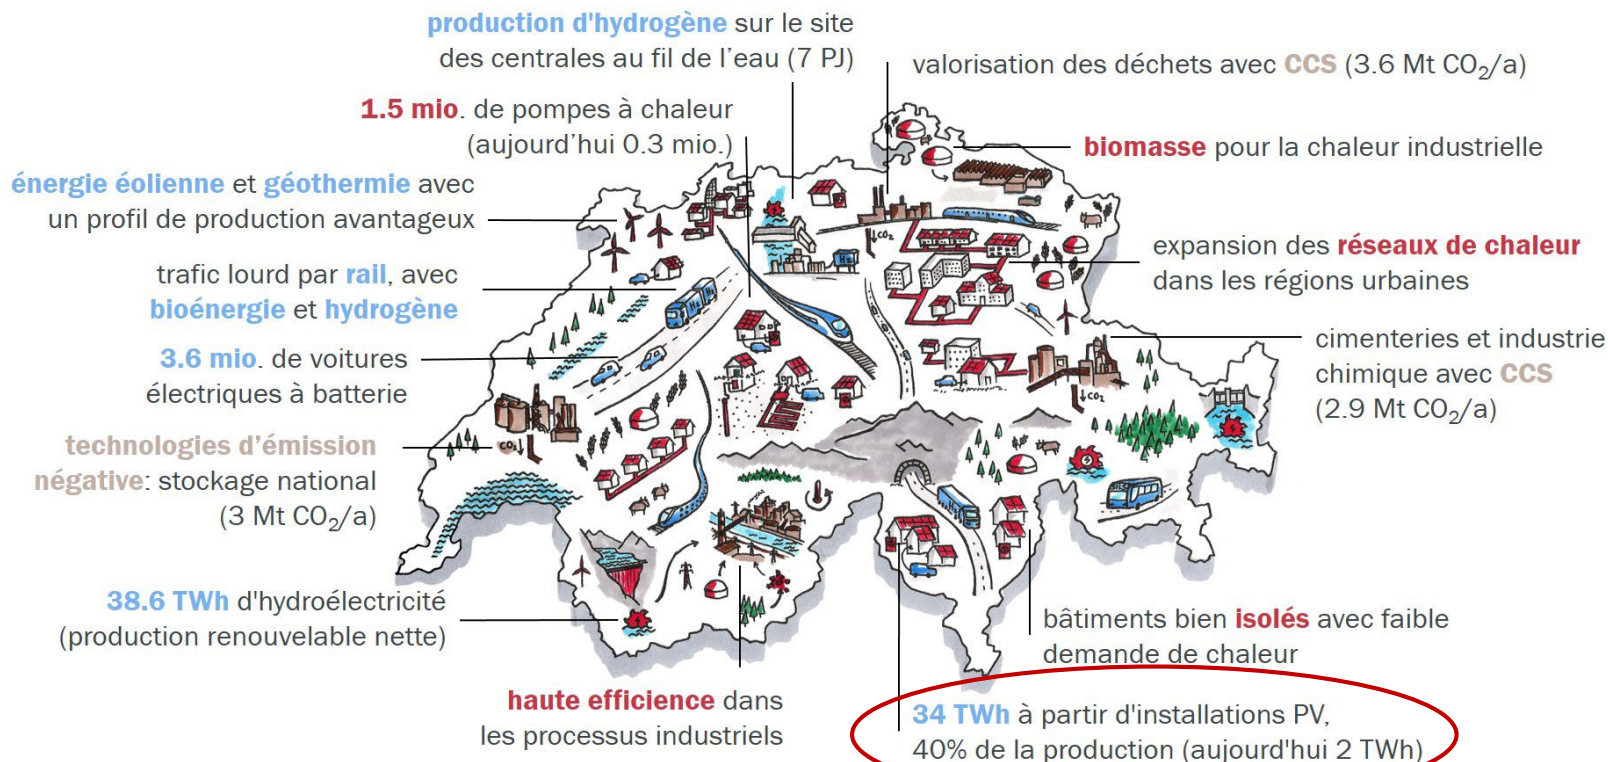 production d'hydrogène sur le site
des centrales au fil de l’eau (7 PJ)
valorisation des déchets avec CCS (3.6 Mt CO₂/a)
1.5 mio. de pompes à chaleur
(aujourd’hui 0.3 mio.)
biomasse pour la chaleur industrielle
énergie éolienne et géothermie avec
un profil de production avantageux
expansion des réseaux de chaleur
dans les régions urbaines
trafic lourd par rail, avec
bioénergie et hydrogène
cimenteries et industrie
chimique avec CCS
(2.9 Mt CO₂/a)
3.6 mio. de voitures
électriques à batterie
technologies d’émission
négative: stockage national
(3 Mt CO₂/a)
38.6 TWh d'hydroélectricité
(production renouvelable nette)
bâtiments bien isolés avec faible
demande de chaleur
haute efficience dans
les processus industriels
34 TWh à partir d'installations PV,
40% de la production (aujourd'hui 2 TWh)
CO₂
CO₂
CO₂
H₂